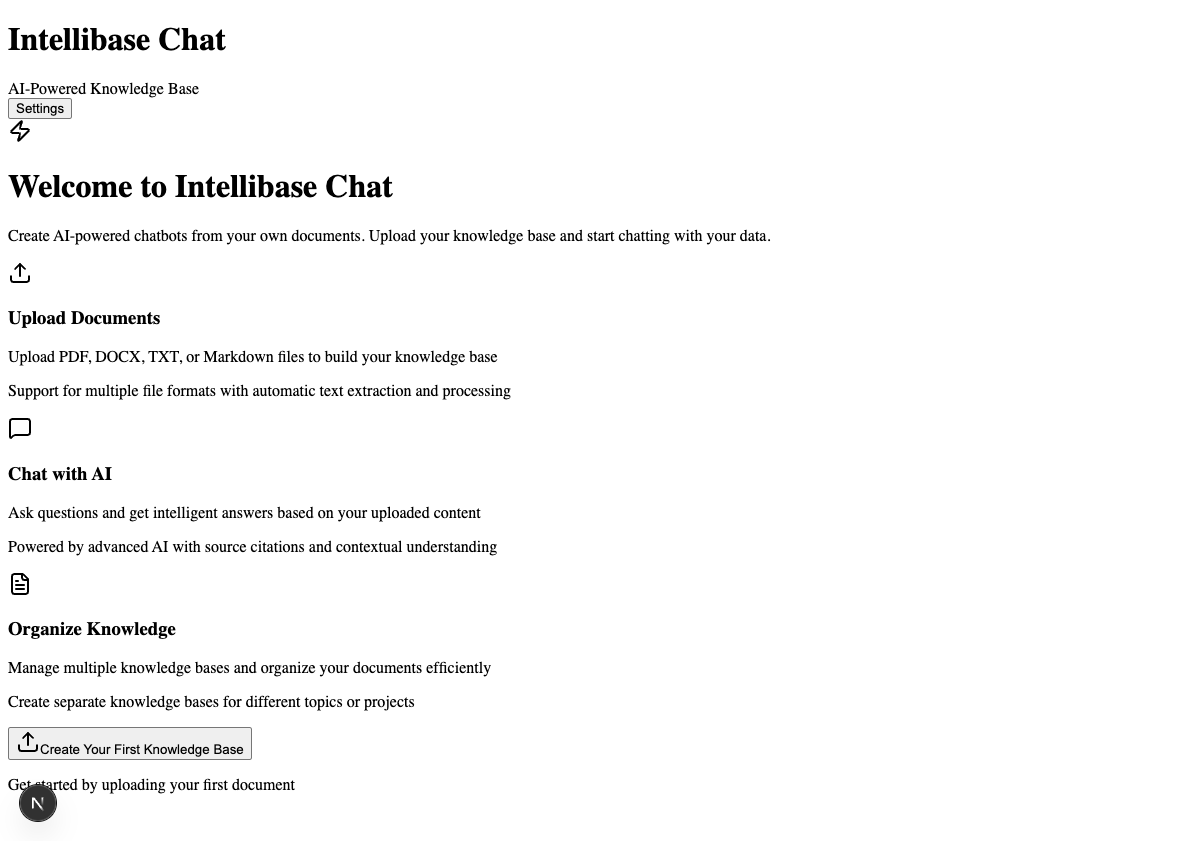 Intellibase Chat
AI-Powered Knowledge Base
Settings
Welcome to Intellibase Chat
Create AI-powered chatbots from your own documents. Upload your knowledge base and start chatting with your data.
Upload Documents
Upload PDF, DOCX, TXT, or Markdown files to build your knowledge base
Support for multiple file formats with automatic text extraction and processing
Chat with AI
Ask questions and get intelligent answers based on your uploaded content
Powered by advanced AI with source citations and contextual understanding
Organize Knowledge
Manage multiple knowledge bases and organize your documents efficiently
Create separate knowledge bases for different topics or projects
Create Your First Knowledge Base
Get started by uploading your first document
N